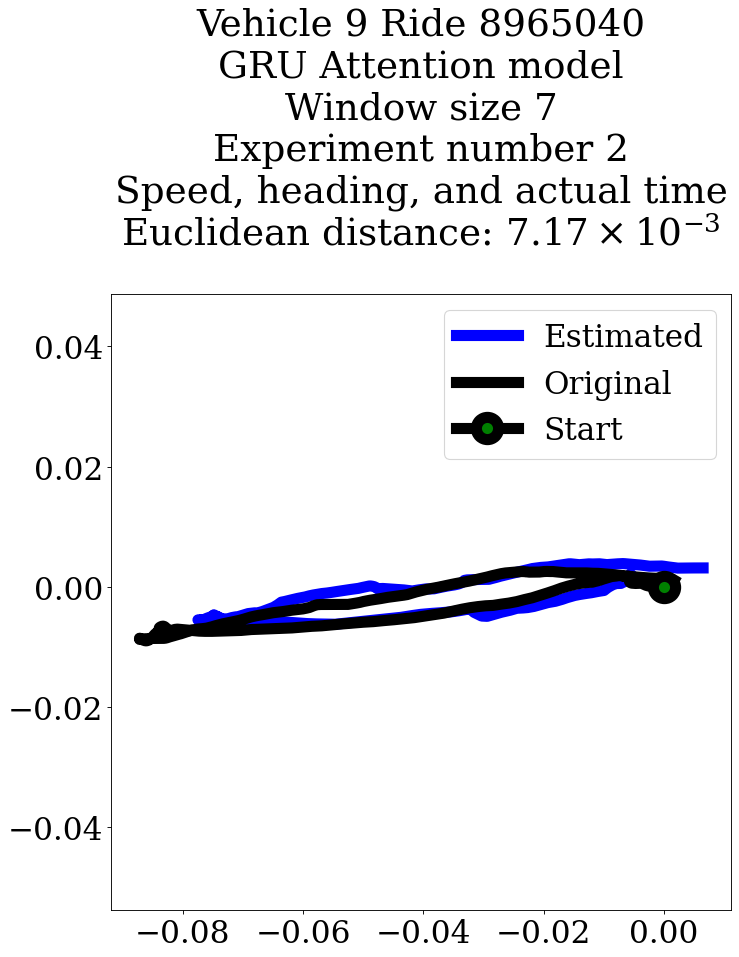 Vehicle 9 Ride 8965040
GRU Attention model
Window size 7
Experiment number 2
Speed, heading, and actual time
Euclidean distance: 7.17 × 10⁻³
Estimated
Original
Start
0.04
0.02
0.00
−0.02
−0.04
−0.08
−0.06
−0.04
−0.02
0.00